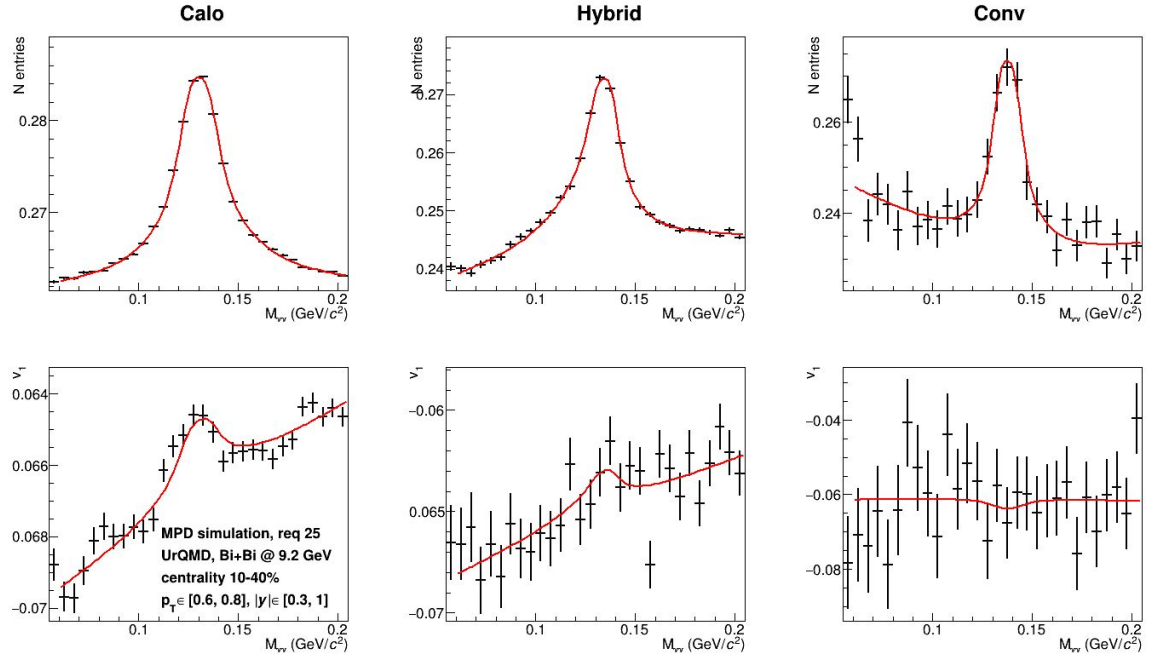 Calo
Hybrid
Conv
N entries
0.28
0.27
0.1
0.15
0.2
Mγγ (GeV/c²)
N entries
0.27
0.26
0.25
0.24
0.1
0.15
0.2
Mγγ (GeV/c²)
N entries
0.26
0.24
0.1
0.15
0.2
Mγγ (GeV/c²)
v₁
0.064
0.066
0.068
−0.07
0.1
0.15
0.2
Mγγ (GeV/c²)
MPD simulation, req 25
UrQMD, Bi+Bi @ 9.2 GeV
centrality 10-40%
p_T ∈ [0.6, 0.8], |y| ∈ [0.3, 1]
v₁
−0.06
0.065
−0.07
0.1
0.15
0.2
Mγγ (GeV/c²)
v₁
−0.04
−0.06
−0.08
0.1
0.15
0.2
Mγγ (GeV/c²)